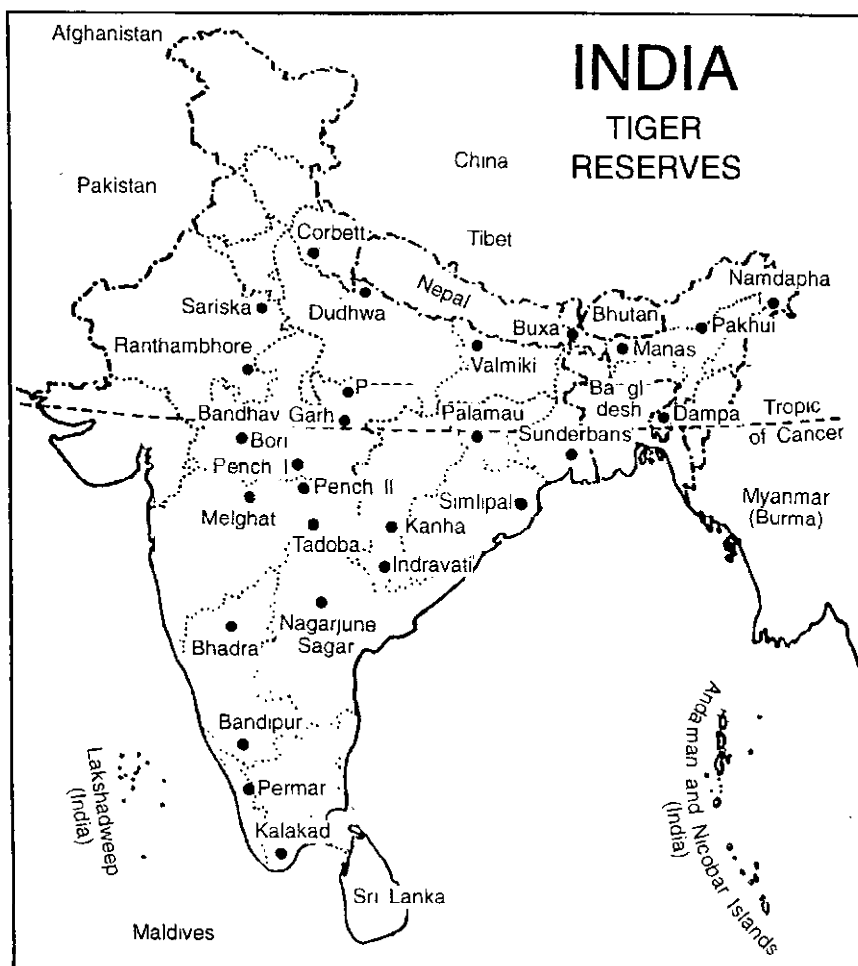 Afghanistan
INDIA
TIGER
RESERVES
China
Pakistan
Corbett
Tibet
Nepal
Namdapha
Sariska
Dudhwa
Buxa
Bhutan
Pakhui
Ranthambhore
Valmiki
Manas
Bandhav Garh
Palamau
Bangl
desh
Dampa
Tropic
of Cancer
Bori
Sunderbans
Pench I
Pench II
Melghat
Simlipal
Myanmar
(Burma)
Kanha
Tadoba
Indravati
Nagarjune
Sagar
Bhadra
Bandipur
Lakshadweep
(India)
Permar
Andaman and Nicobar Islands
(India)
Kalakad
Sri Lanka
Maldives